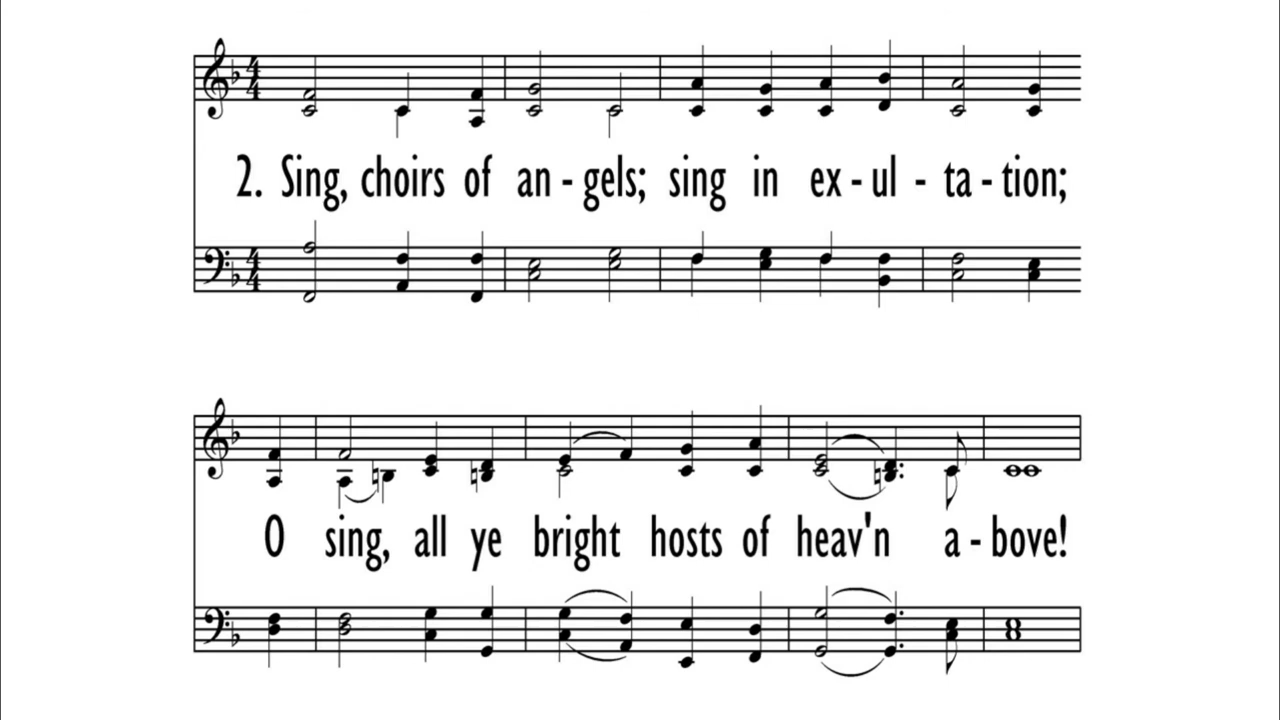 2. Sing, choirs of an - gels; sing in ex - ul - ta - tion;
O sing, all ye bright hosts of heav'n a - bove!